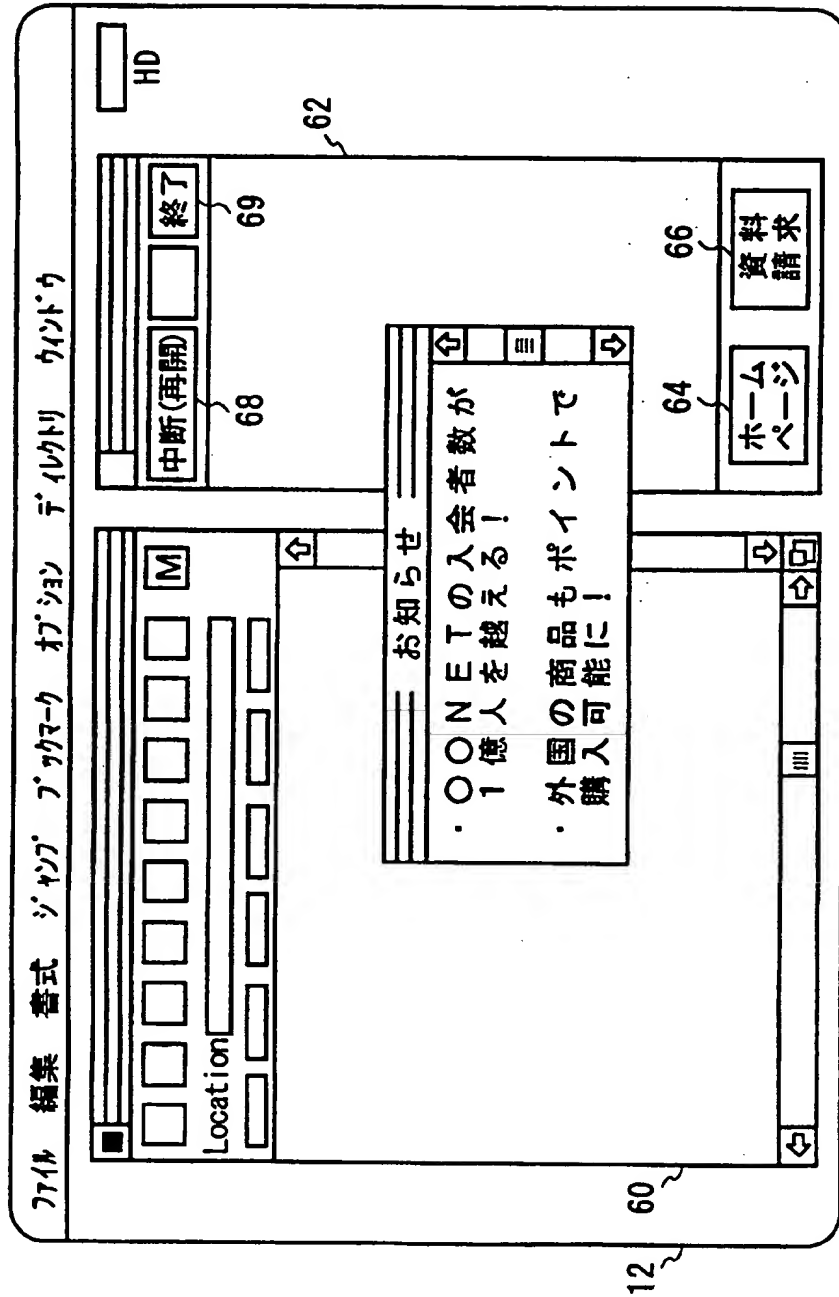 ファイル 編集 書式 ジャンプ ブックマーク オプション ディレクトリ ウィンドウ
HD
M
Location
中断(再開)
終了
68
69
62
お知らせ
・○○NETの入会者数が
1億人を越える!
・外国の商品もポイントで
購入可能に!
64
66
ホーム
ページ
資料
請求
60
12